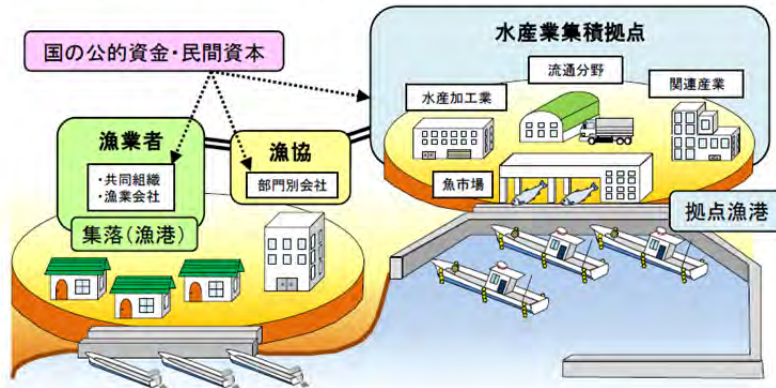 国の公的資金・民間資本
水産業集積拠点
流通分野
水産加工業
関連産業
漁業者
・共同組織
・漁業会社
漁協
部門別会社
魚市場
拠点漁港
集落(漁港)